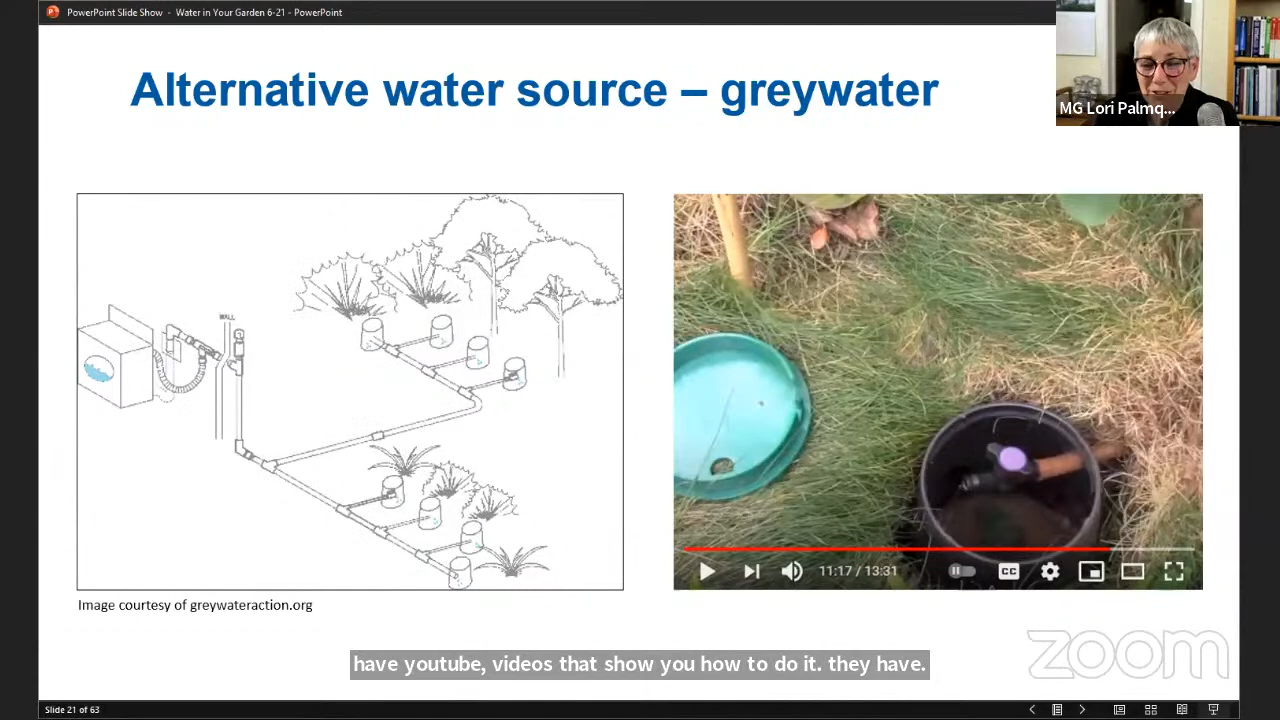 PowerPoint Slide Show - Water in Your Garden 6-21 - PowerPoint
MG Lori Palmq...
Alternative water source – greywater
WALL
11:17 / 13:31
CC
Image courtesy of greywateraction.org
have youtube, videos that show you how to do it. they have.
zoom
Slide 21 of 63